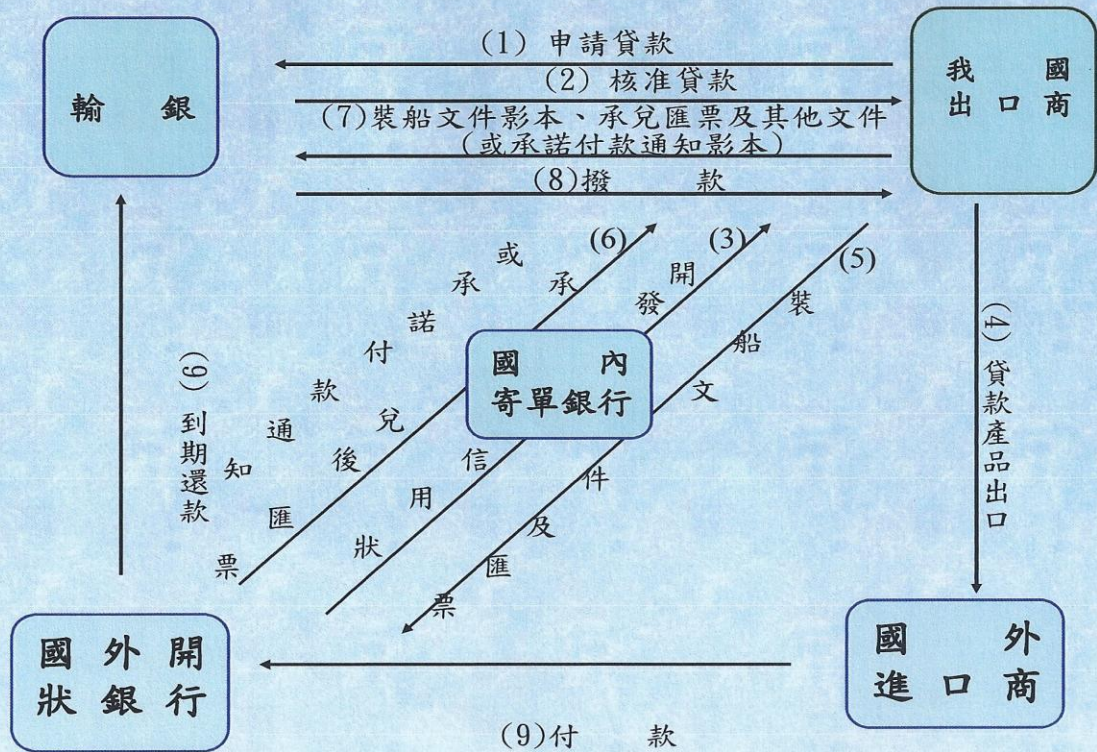 輸銀
(1) 申請貸款
(2) 核准貸款
(7)裝船文件影本、承兌匯票及其他文件
(或承諾付款通知影本)
(8)撥款
我國
出口商
(6)
承兌後匯票
或承諾付款通知
(3)
開發信用狀
(5)
裝船文件及匯票
國內
寄單銀行
(9) 到期還款
(4) 貸款產品出口
國外開
狀銀行
國外
進口商
(9)付款